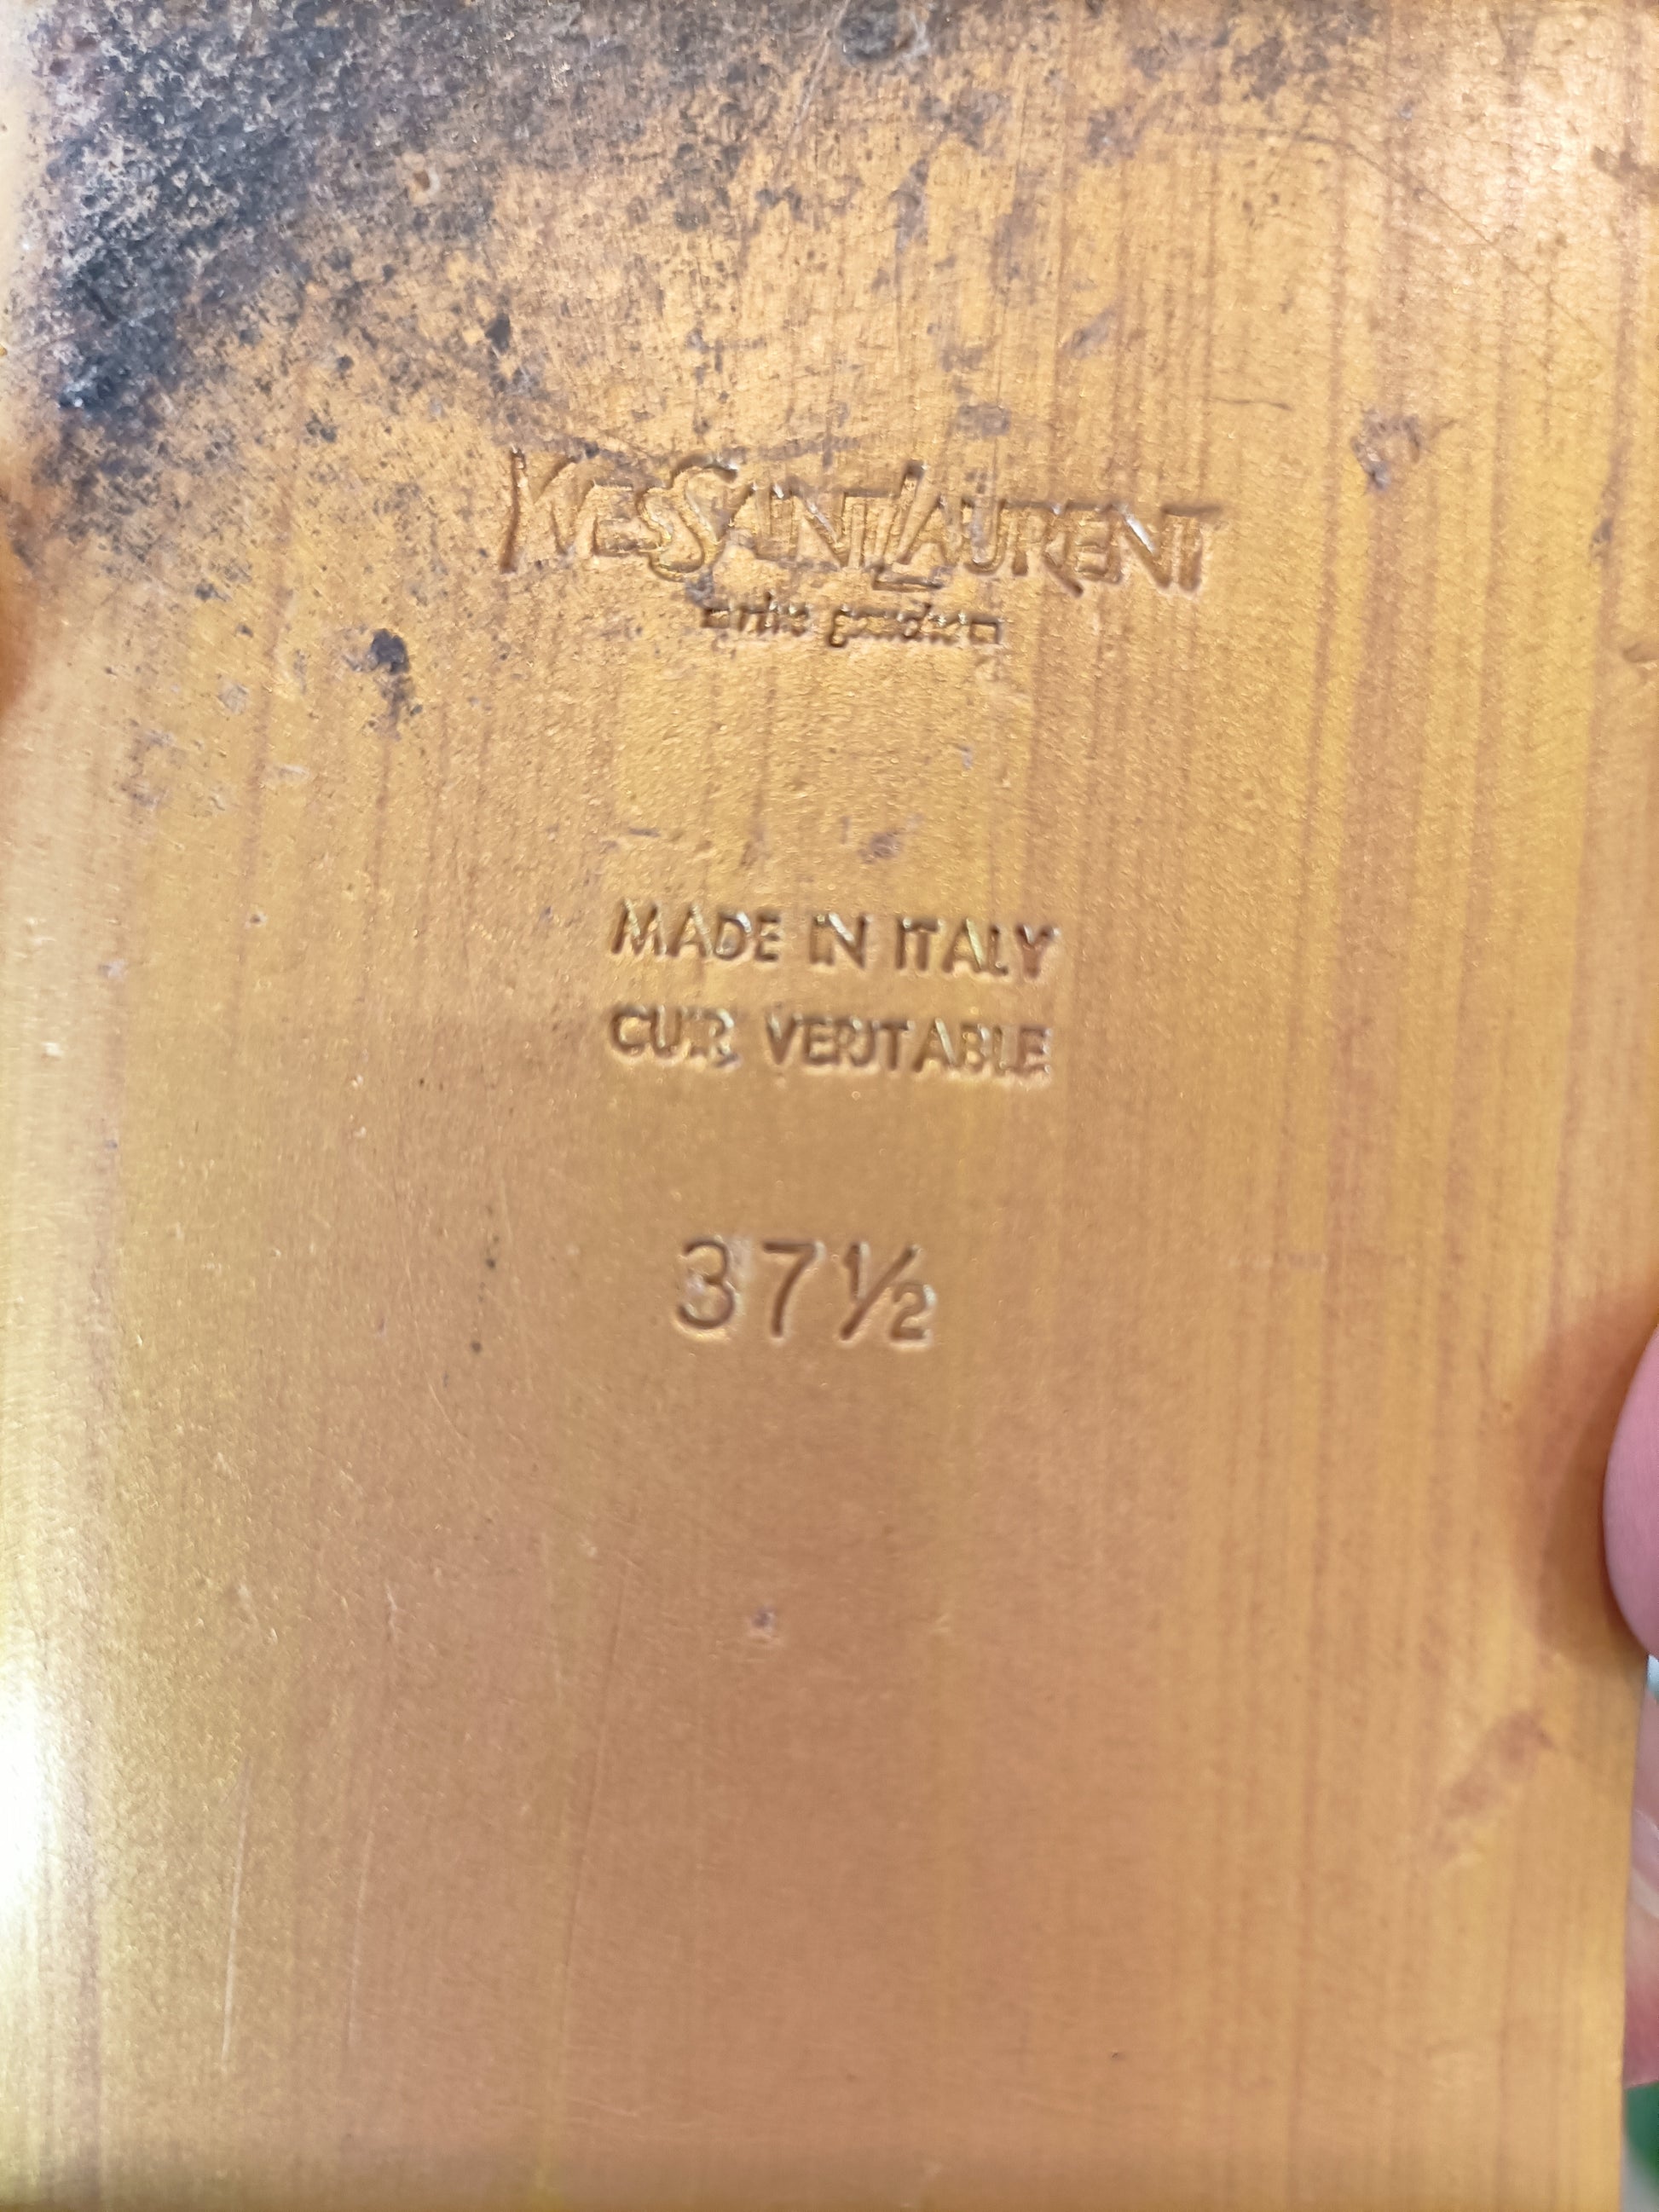 YVESSAINTLAURENT
rive gauche
MADE IN ITALY
CUIR VERITABLE
37½